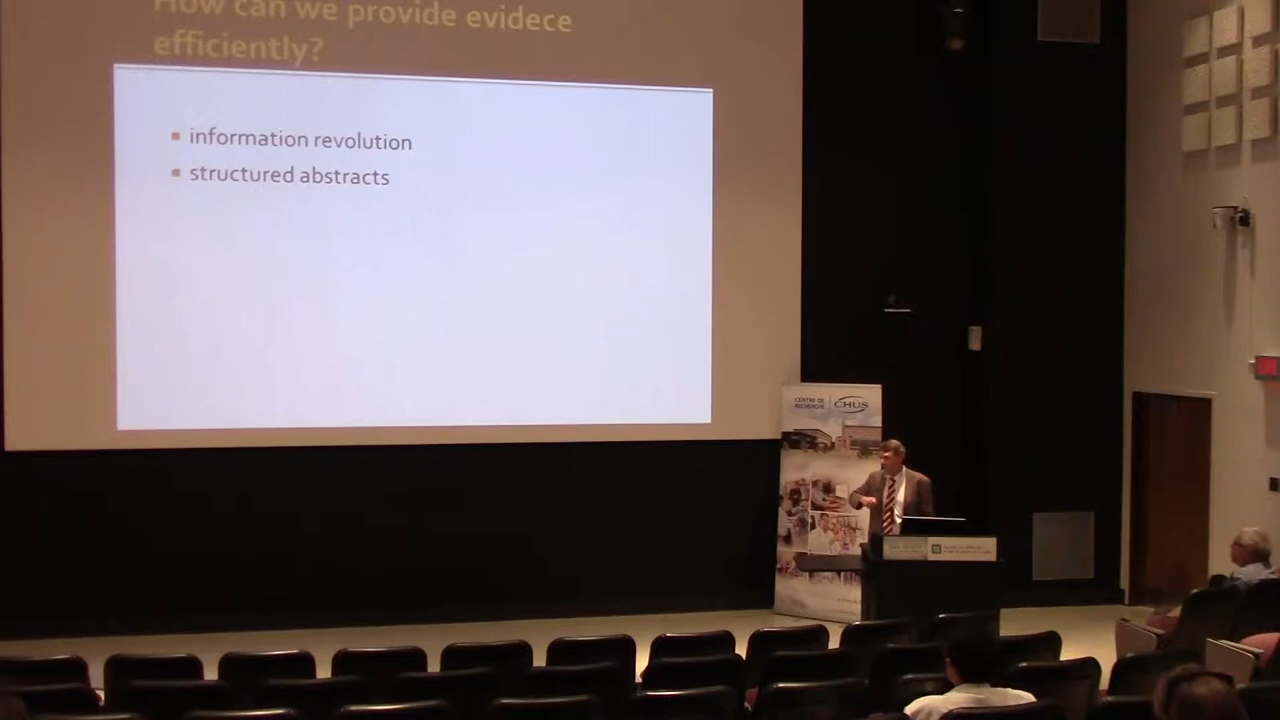 How can we provide evidece
efficiently?
information revolution
structured abstracts
CENTRE DE
RECHERCHE
CHUS